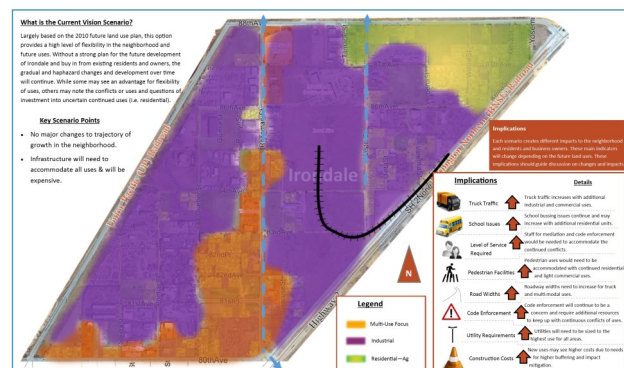 What is the Current Vision Scenario?
Largely based on the 2010 future land use plan, this option
provides a high level of flexibility in the neighborhood and
future uses. Without a strong plan for the future development
of Irondale and buy in from existing residents and owners, the
gradual and haphazard changes and development over time
will continue. While some may see an advantage for flexibility
of uses, others may note the conflicts or uses and questions of
investment into uncertain continued uses (i.e. residential).
Key Scenario Points
• No major changes to trajectory of
growth in the neighborhood.
• Infrastructure will need to
accommodate all uses & will be
expensive.
88thAve
Union Pacific (UP) Railroad
Irondale
Highway 2
80thAve
N
Legend
Multi-Use Focus
Industrial
Residential—Ag
Implications
Each scenario creates different impacts to the neighborhood
and residents and business owners. These main indicators
will change depending on the future land uses. These
implications should guide discussion on changes and impacts.
Implications Details
Truck Traffic Truck traffic increases with additional
industrial and commercial uses.
School Issues School bussing issues continue and may
increase with additional residential units.
Level of Service
Required
Staff for mediation and code enforcement
would be needed to accommodate the
continued conflicts.
Pedestrian Facilities Pedestrian uses would need to be
accommodated with continued residential
and light commercial uses.
Road Widths Roadway widths need to increase for truck
and multi-modal uses.
Code Enforcement Code enforcement will continue to be a
concern and require additional resources
to keep up with continuous conflicts of uses.
Utility Requirements Utilities will need to be sized to the
highest use for all areas.
Construction Costs New uses may see higher costs due to needs
for higher buffering and impact
mitigation.